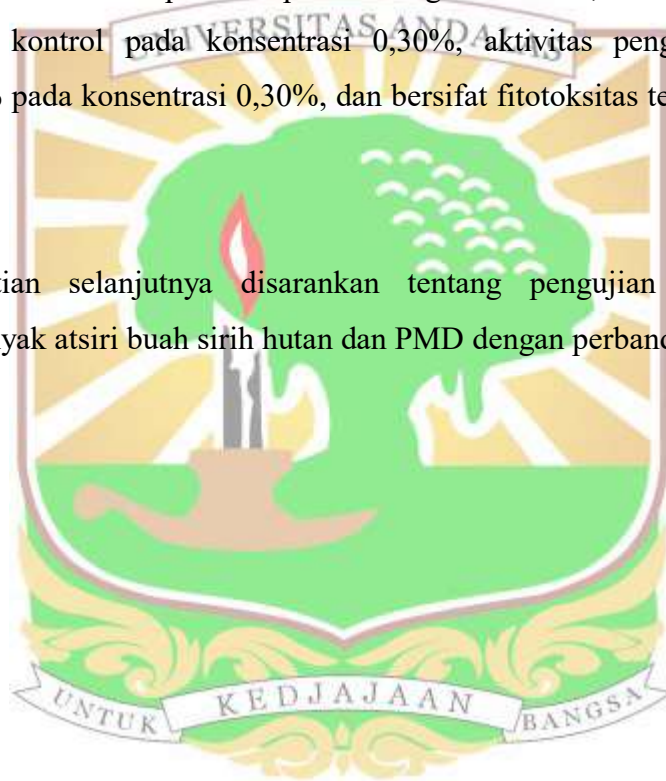 UNIVERSITAS ANDALAS
kontrol pada konsentrasi 0,30%, aktivitas peng
pada konsentrasi 0,30%, dan bersifat fitotoksitas te
tian selanjutnya disarankan tentang pengujian
nyak atsiri buah sirih hutan dan PMD dengan perband
UNTUK KEDJAJAAN BANGSA